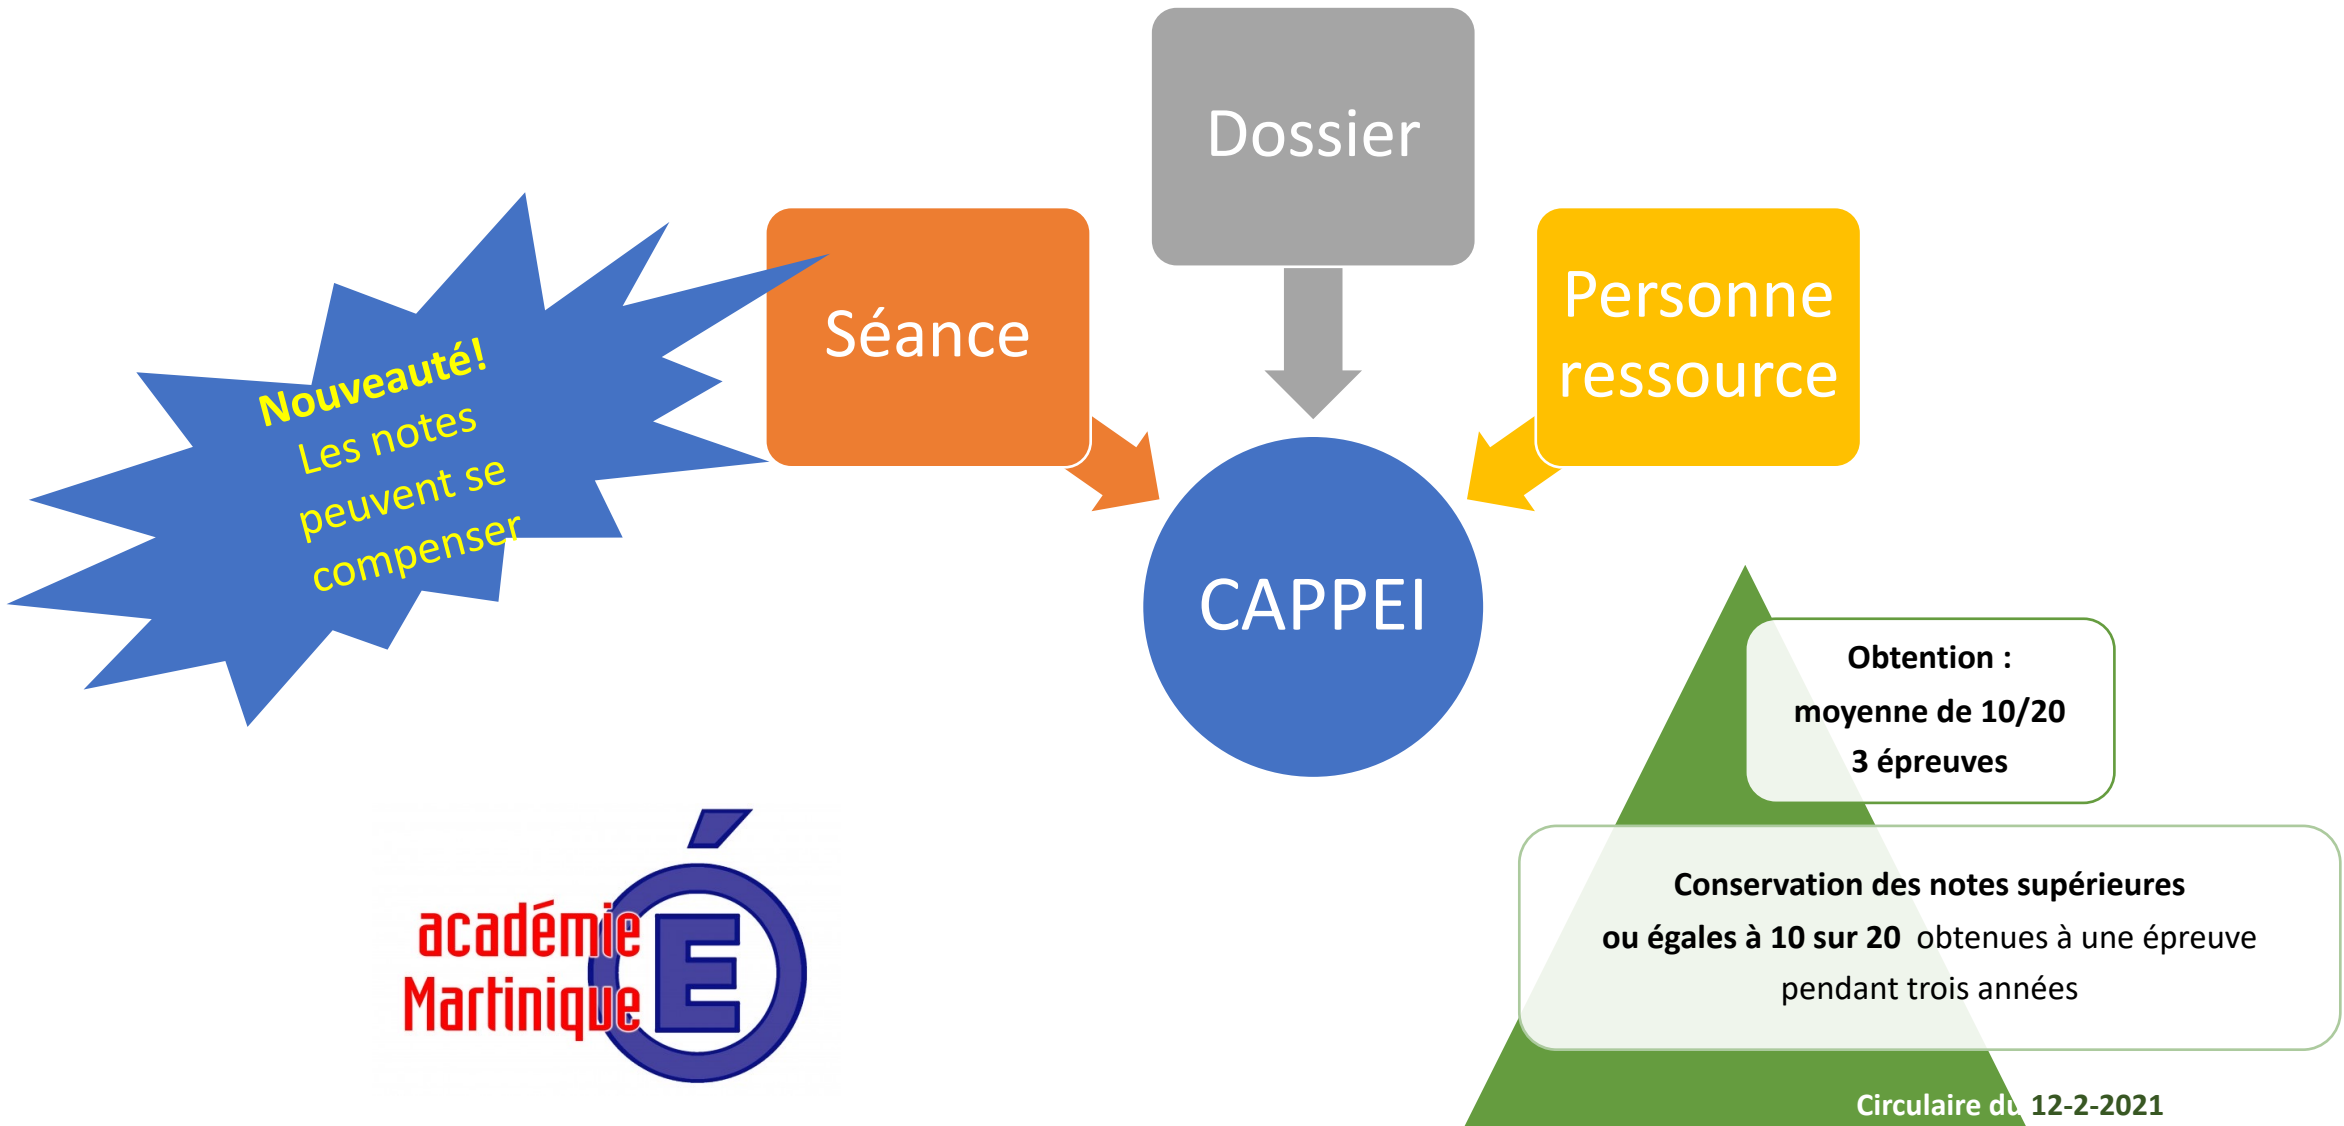 Dossier
Séance
Personne
ressource
Nouveauté!
Les notes
peuvent se
compenser
CAPPEI
Obtention :
moyenne de 10/20
3 épreuves
Conservation des notes supérieures
ou égales à 10 sur 20 obtenues à une épreuve
pendant trois années
académie
Martinique
É
Circulaire du 12-2-2021